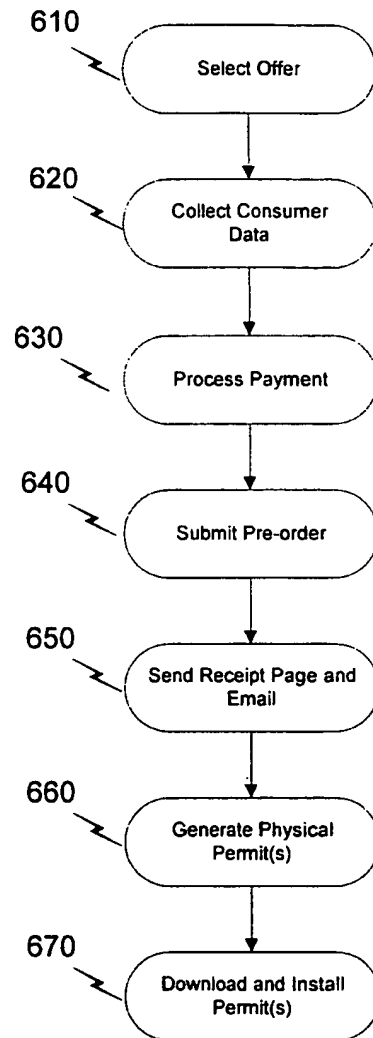 610
Select Offer
620
Collect Consumer
Data
630
Process Payment
640
Submit Pre-order
650
Send Receipt Page and
Email
660
Generate Physical
Permit(s)
670
Download and Install
Permit(s)